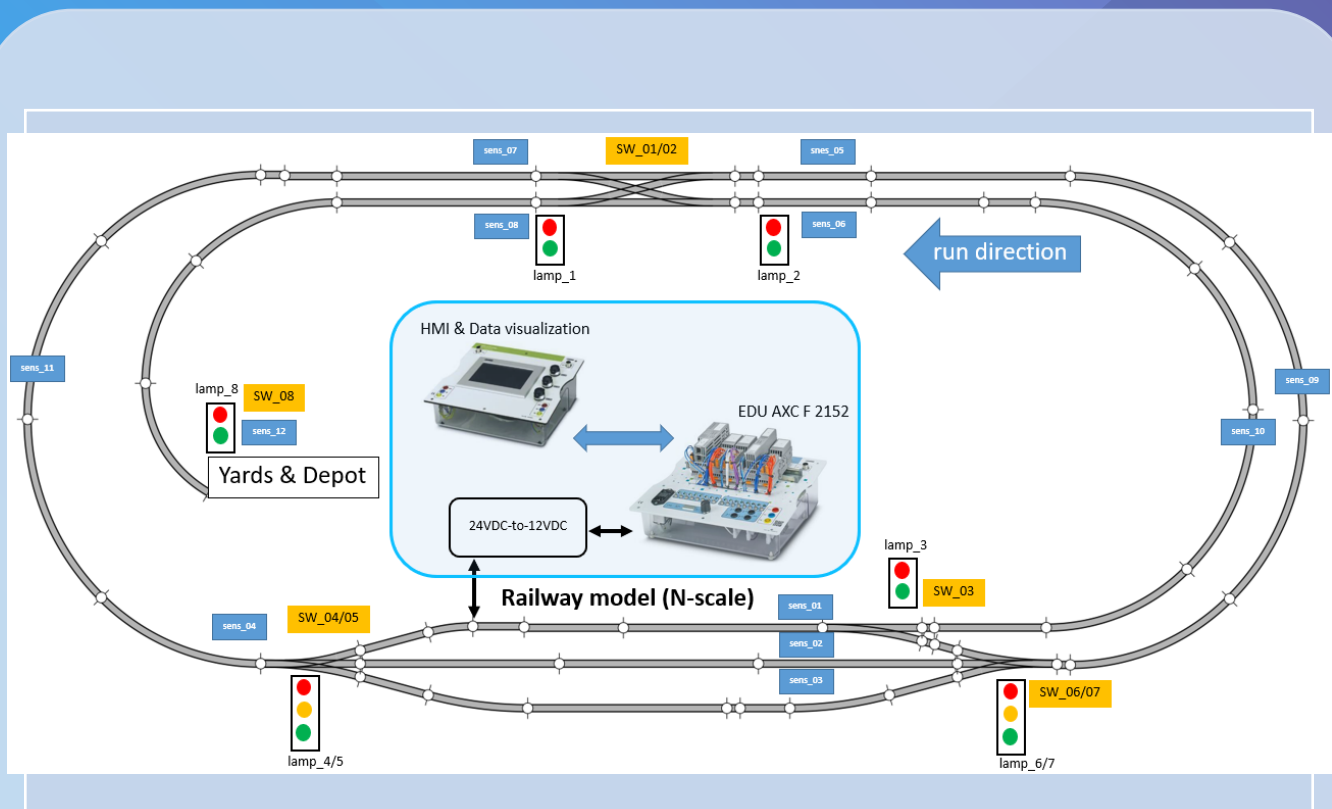 sens_07
SW_01/02
snes_05
sens_08
sens_06
lamp_1
lamp_2
run direction
HMI & Data visualization
sens_11
lamp_8
SW_08
sens_12
Yards & Depot
EDU AXC F 2152
sens_09
sens_10
24VDC-to-12VDC
lamp_3
SW_03
Railway model (N-scale)
sens_01
sens_04
SW_04/05
sens_02
sens_03
SW_06/07
lamp_4/5
lamp_6/7